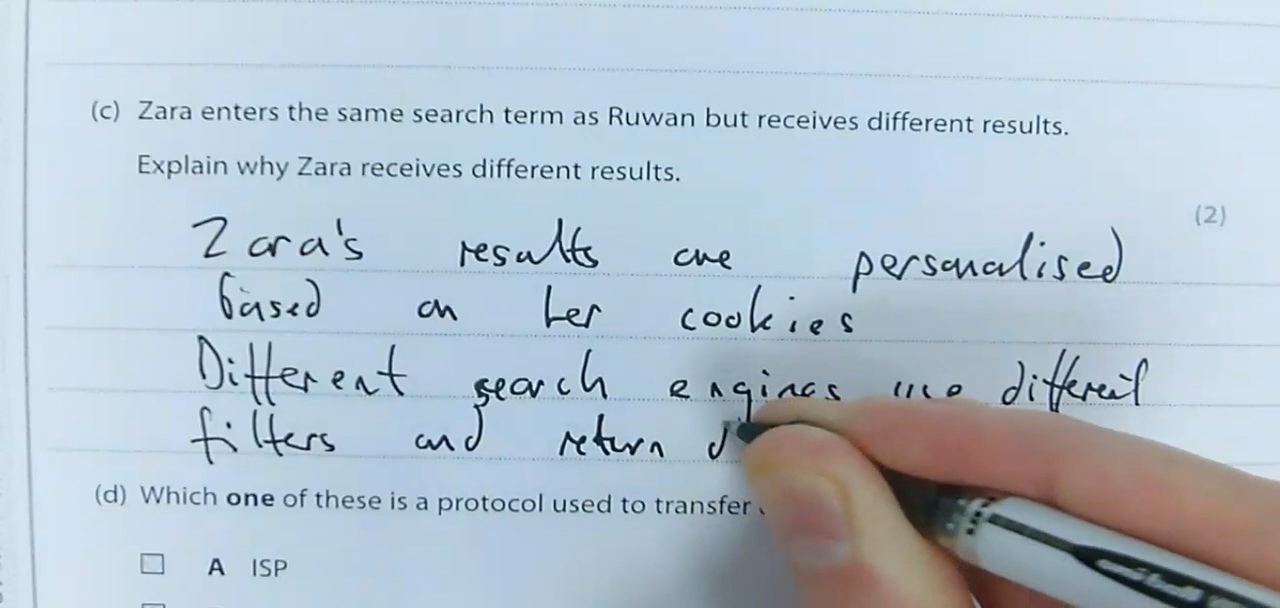 (c) Zara enters the same search term as Ruwan but receives different results.
Explain why Zara receives different results.
(2)
Zara's results are personalised
based on her cookies
Different search engines use different
filters and return d
(d) Which one of these is a protocol used to transfer
A ISP